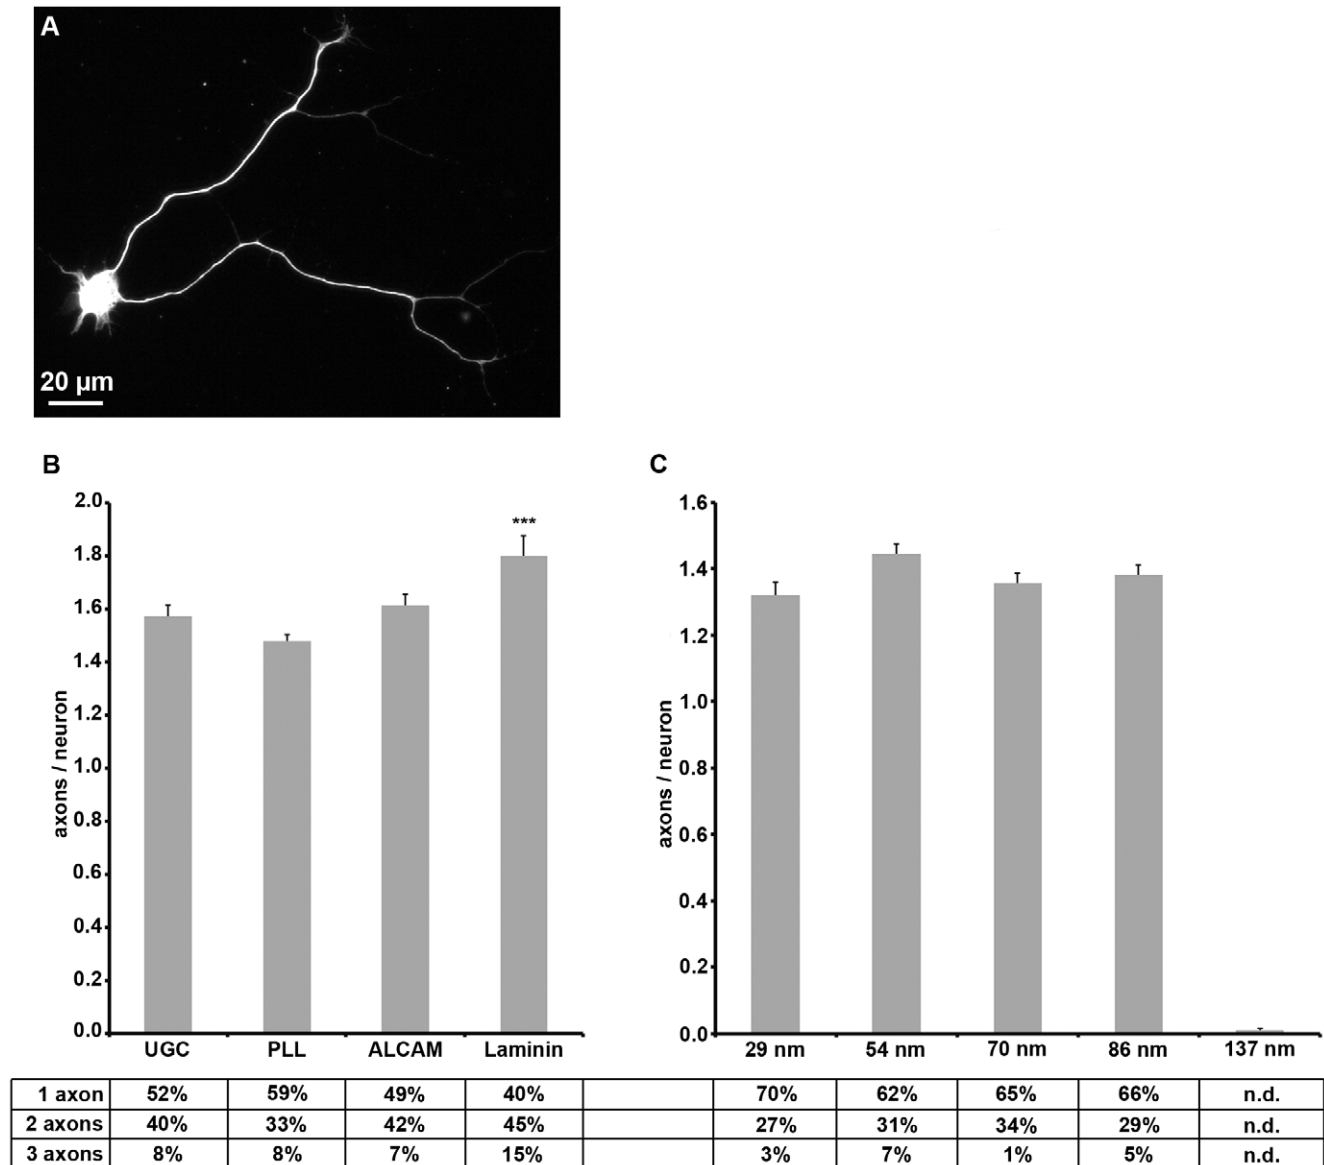 A
20 µm
B
2.0
1.8
1.6
1.4
1.2
1.0
0.8
0.6
0.4
0.2
0.0
axons / neuron
***
UGC PLL ALCAM Laminin
C
1.6
1.4
1.2
1.0
0.8
0.6
0.4
0.2
0.0
axons / neuron
29 nm 54 nm 70 nm 86 nm 137 nm
1 axon 52% 59% 49% 40% 70% 62% 65% 66% n.d.
2 axons 40% 33% 42% 45% 27% 31% 34% 29% n.d.
3 axons 8% 8% 7% 15% 3% 7% 1% 5% n.d.